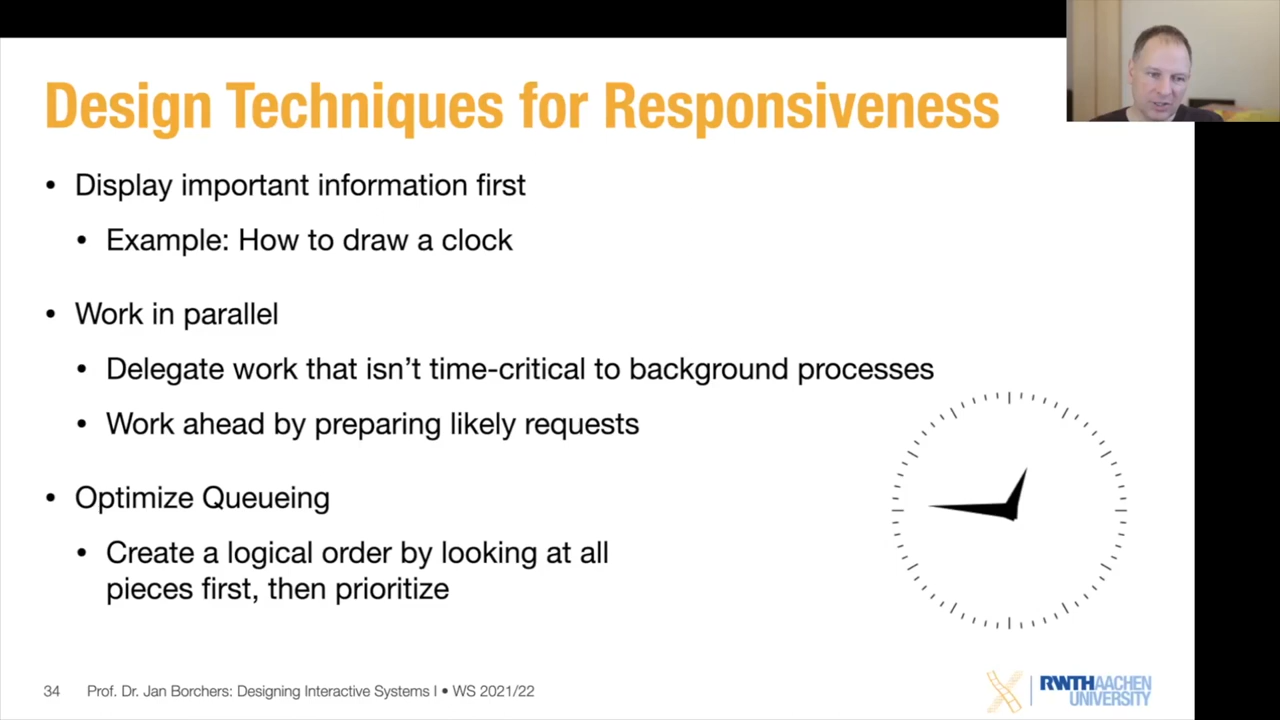 Design Techniques for Responsiveness
• Display important information first
• Example: How to draw a clock
• Work in parallel
• Delegate work that isn’t time-critical to background processes
• Work ahead by preparing likely requests
• Optimize Queueing
• Create a logical order by looking at all
pieces first, then prioritize
34 Prof. Dr. Jan Borchers: Designing Interactive Systems I • WS 2021/22
RWTHAACHEN
UNIVERSITY